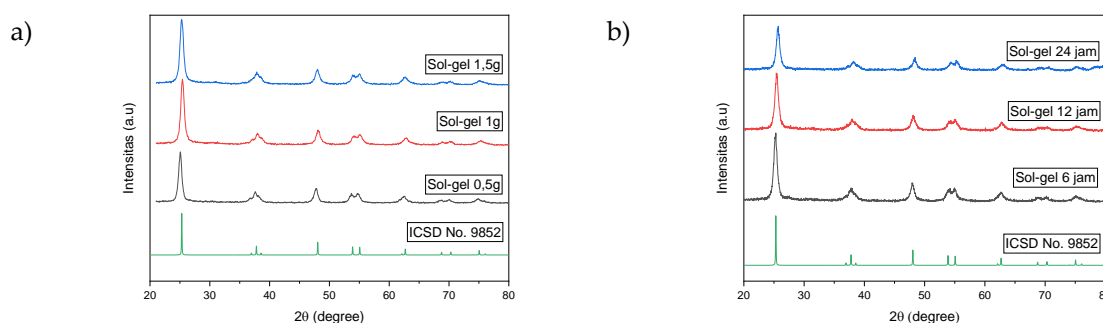 a)
Sol-gel 1,5g
Sol-gel 1g
Sol-gel 0,5g
ICSD No. 9852
Intensitas (a.u)
20 30 40 50 60 70 80
2θ (degree)
b)
Sol-gel 24 jam
Sol-gel 12 jam
Sol-gel 6 jam
ICSD No. 9852
Intensitas (a.u)
20 30 40 50 60 70 80
2θ (degree)